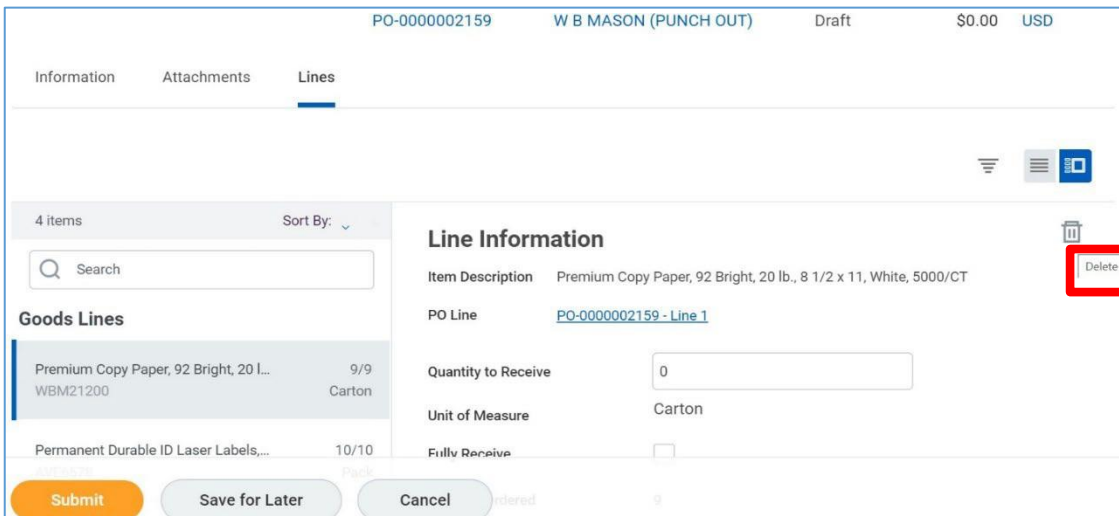 PO-0000002159 W B MASON (PUNCH OUT) Draft $0.00 USD
Information Attachments Lines
4 items Sort By:
Search
Goods Lines
Premium Copy Paper, 92 Bright, 20 l... 9/9
WBM21200 Carton
Permanent Durable ID Laser Labels,... 10/10
AVE6578 Pack
Line Information
Delete
Item Description Premium Copy Paper, 92 Bright, 20 lb., 8 1/2 x 11, White, 5000/CT
PO Line PO-0000002159 - Line 1
Quantity to Receive 0
Unit of Measure Carton
Fully Receive
9
Submit Save for Later Cancel